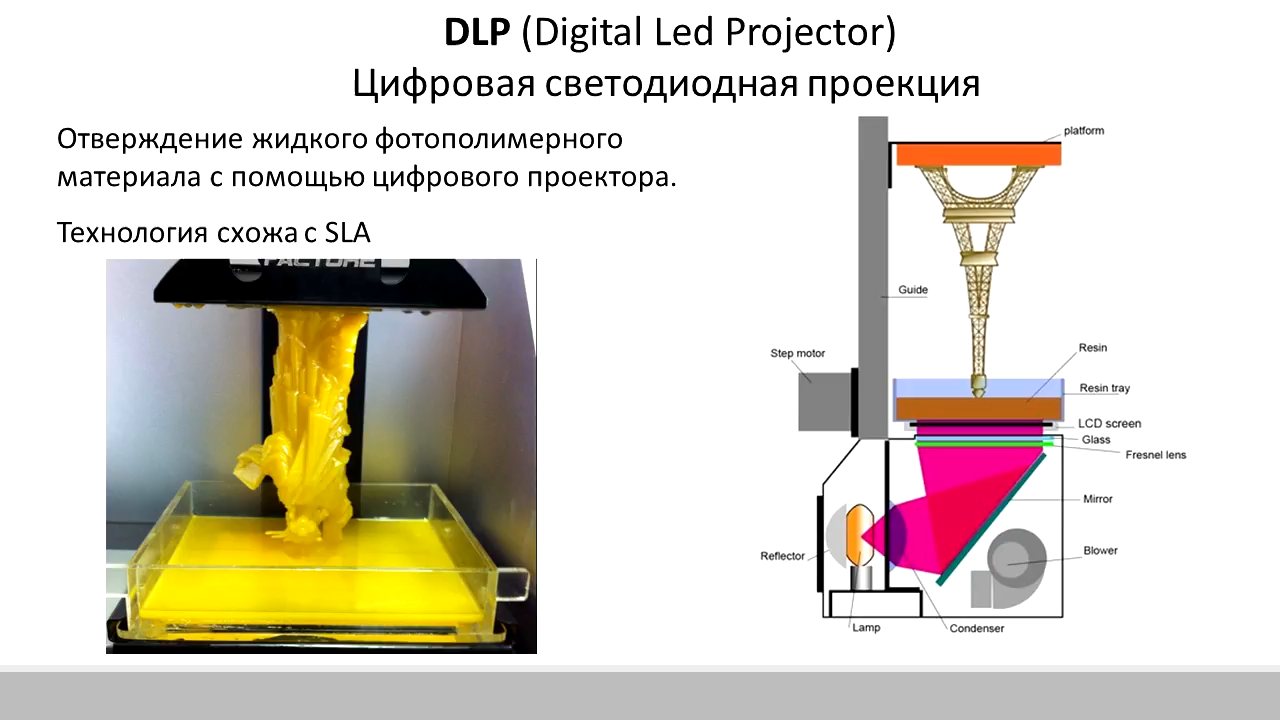 DLP (Digital Led Projector)
Цифровая светодиодная проекция
Отверждение жидкого фотополимерного
материала с помощью цифрового проектора.
Технология схожа с SLA
FACTORE
platform
Guide
Step motor
Resin
Resin tray
LCD screen
Glass
Fresnel lens
Mirror
Reflector
Blower
Lamp
Condenser